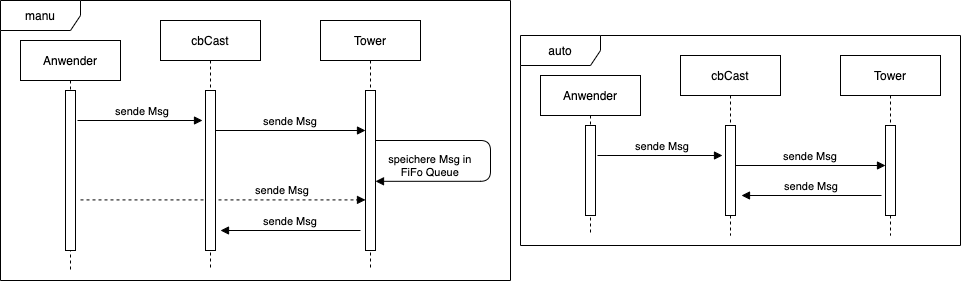 manu
Anwender
cbCast
Tower
sende Msg
sende Msg
speichere Msg in
FiFo Queue
sende Msg
sende Msg
auto
Anwender
cbCast
Tower
sende Msg
sende Msg
sende Msg